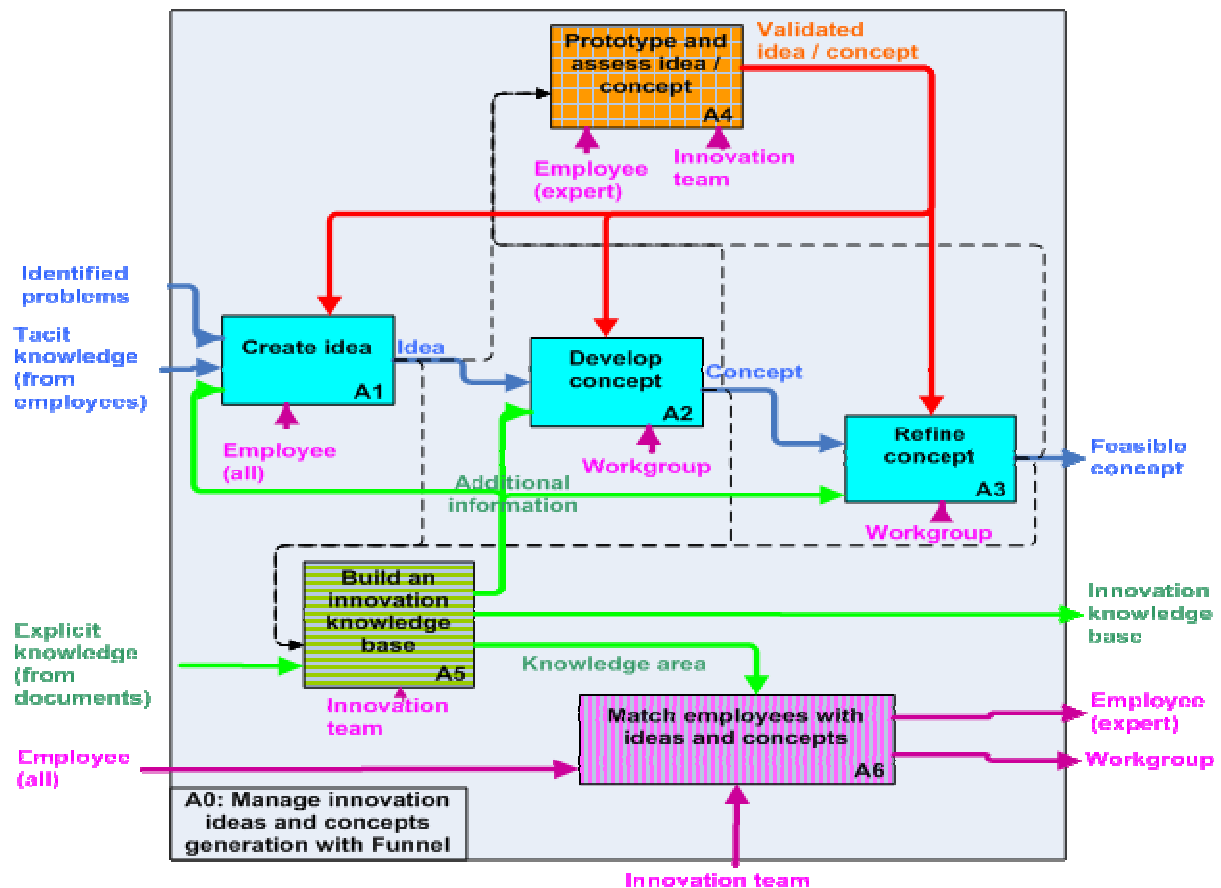 Prototype and
assess idea /
concept
A4
Validated
idea / concept
Employee
(expert)
Innovation
team
Identified
problems
Tacit
knowledge
(from
employees)
Create idea
A1
Idea
Employee
(all)
Develop
concept
A2
Concept
Workgroup
Refine
concept
A3
Workgroup
Feasible
concept
Additional
information
Build an
innovation
knowledge
base
A5
Innovation
team
Explicit
knowledge
(from
documents)
Innovation
knowledge
base
Knowledge area
Match employees with
ideas and concepts
A6
Employee
(expert)
Workgroup
Employee
(all)
A0: Manage innovation
ideas and concepts
generation with Funnel
Innovation team